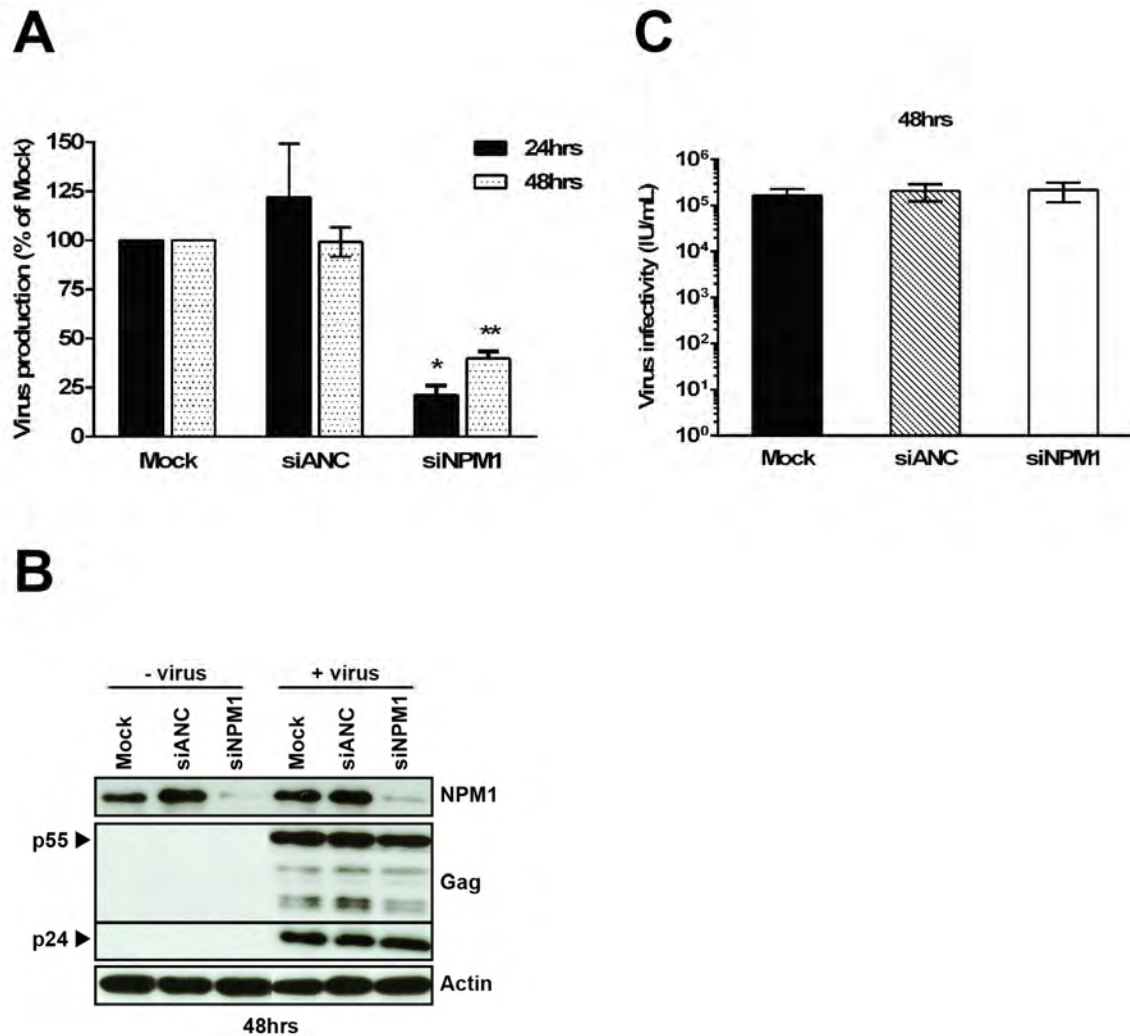 A
Virus production (% of Mock)
150
125
100
75
50
25
0
24hrs
48hrs
*
**
Mock siANC siNPM1
C
48hrs
Virus infectivity (IU/mL)
10⁶
10⁵
10⁴
10³
10²
10¹
10⁰
Mock siANC siNPM1
B
- virus + virus
Mock siANC siNPM1 Mock siANC siNPM1
NPM1
p55
Gag
p24
Actin
48hrs